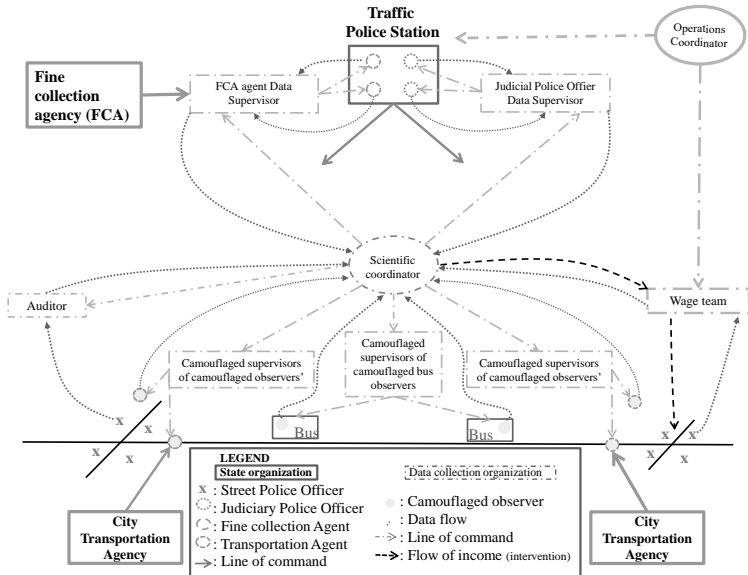 Traffic
Police Station
Operations
Coordinator
Fine
collection
agency (FCA)
FCA agent Data
Supervisor
Judicial Police Offier
Data Supervisor
Scientific
coordinator
Auditor
Wage team
Camouflaged supervisors
of camouflaged observers’
Camouflaged
supervisors of
camouflaged bus
observers
Camouflaged supervisors
of camouflaged observers’
x
x
x
x
Bus
Bus
x
x
x
x
City
Transportation
Agency
City
Transportation
Agency
LEGEND
State organization
Data collection organization
x : Street Police Officer
: Judiciary Police Officer
: Fine collection Agent
: Transportation Agent
: Line of command
: Camouflaged observer
: Data flow
: Line of command
: Flow of income (intervention)